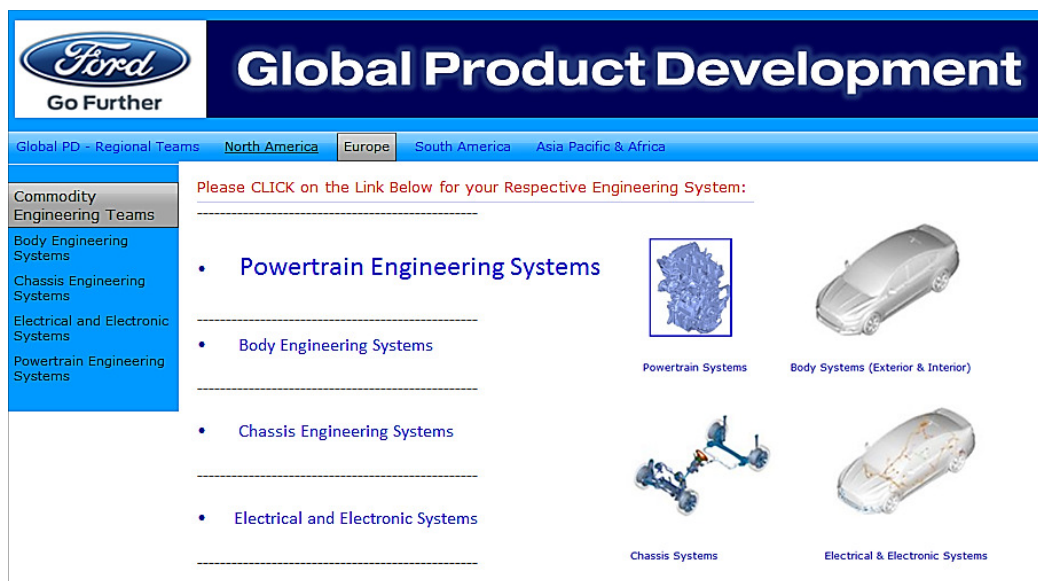 Ford
Go Further
Global Product Development
Global PD - Regional Teams North America Europe South America Asia Pacific & Africa
Commodity
Engineering Teams
Body Engineering
Systems
Chassis Engineering
Systems
Electrical and Electronic
Systems
Powertrain Engineering
Systems
Please CLICK on the Link Below for your Respective Engineering System:
• Powertrain Engineering Systems
• Body Engineering Systems
• Chassis Engineering Systems
• Electrical and Electronic Systems
Powertrain Systems
Body Systems (Exterior & Interior)
Chassis Systems
Electrical & Electronic Systems